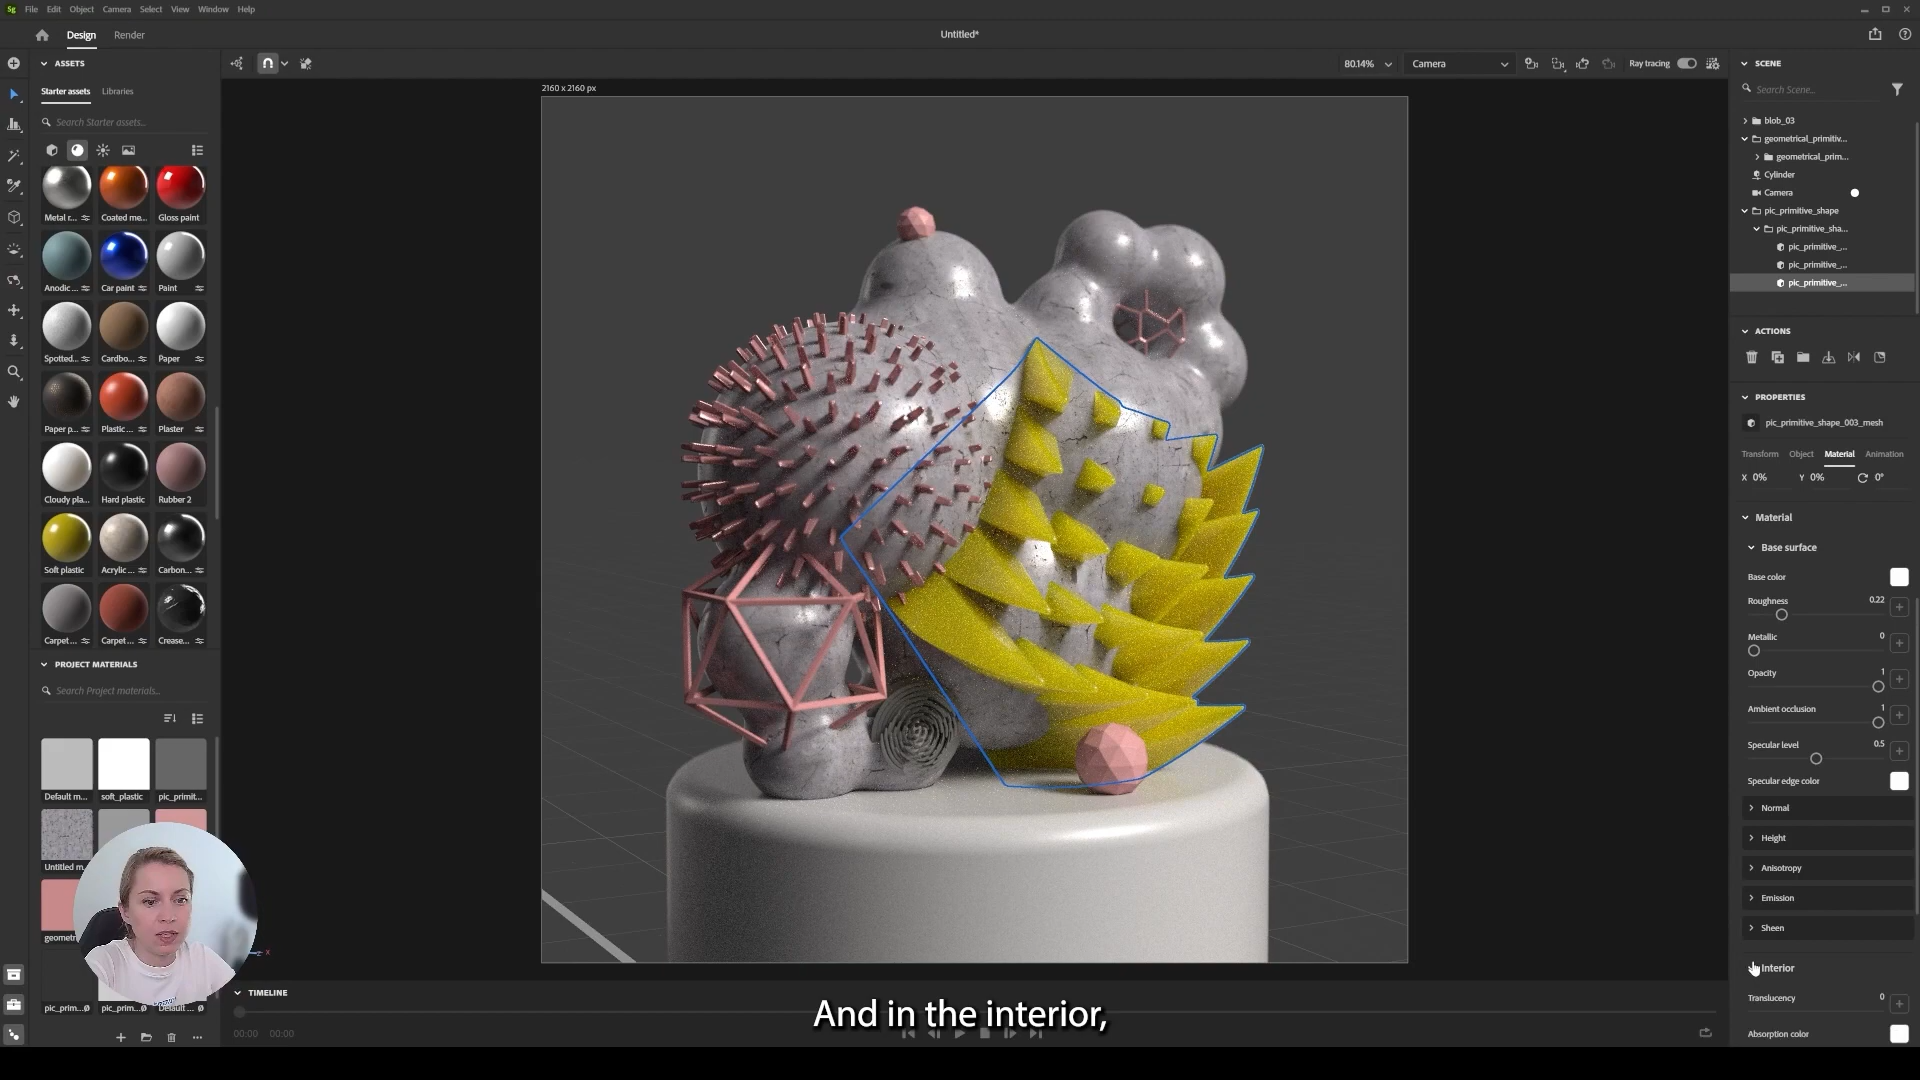 Sg File Edit Object Camera Select View Window Help
Design Render Untitled*
ASSETS
Starter assets Libraries
Search Starter assets...
Metal r... Coated me... Gloss paint
Anodic ... Car paint Paint
Spotted... Cardbo... Paper
Paper p... Plastic ... Plaster
Cloudy pla... Hard plastic Rubber 2
Soft plastic Acrylic ... Carbon...
Carpet ... Carpet ... Crease...
PROJECT MATERIALS
Search Project materials...
Default m... soft_plastic pic_primit...
Untitled m
geometr
pic_prim... pic_prim... Default ...
80.14% Camera Ray tracing
2160 x 2160 px
TIMELINE
00:00 00:00
And in the interior,
SCENE
Search Scene...
blob_03
geometrical_primitiv...
geometrical_prim...
Cylinder
Camera
pic_primitive_shape
pic_primitive_sha...
pic_primitive_...
pic_primitive_...
pic_primitive_...
ACTIONS
PROPERTIES
pic_primitive_shape_003_mesh
Transform Object Material Animation
X 0% Y 0% 0°
Material
Base surface
Base color
Roughness 0.22
Metallic 0
Opacity 1
Ambient occlusion 1
Specular level 0.5
Specular edge color
Normal
Height
Anisotropy
Emission
Sheen
Interior
Translucency 0
Absorption color